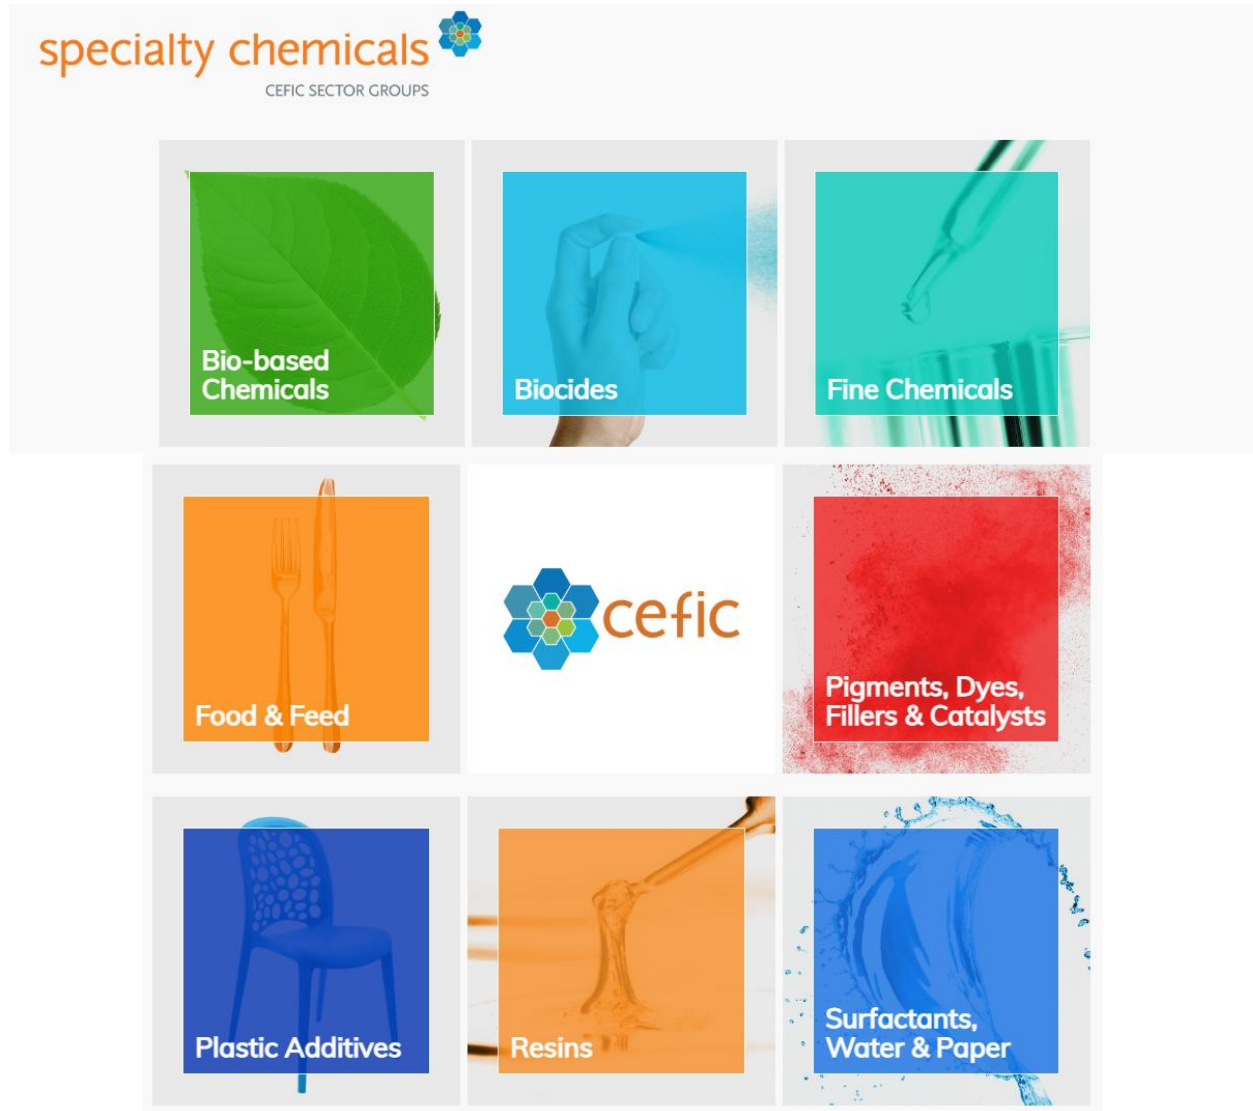 specialty chemicals
CEFIC SECTOR GROUPS
Bio-based
Chemicals
Biocides
Fine Chemicals
Food & Feed
cefic
Pigments, Dyes,
Fillers & Catalysts
Plastic Additives
Resins
Surfactants,
Water & Paper